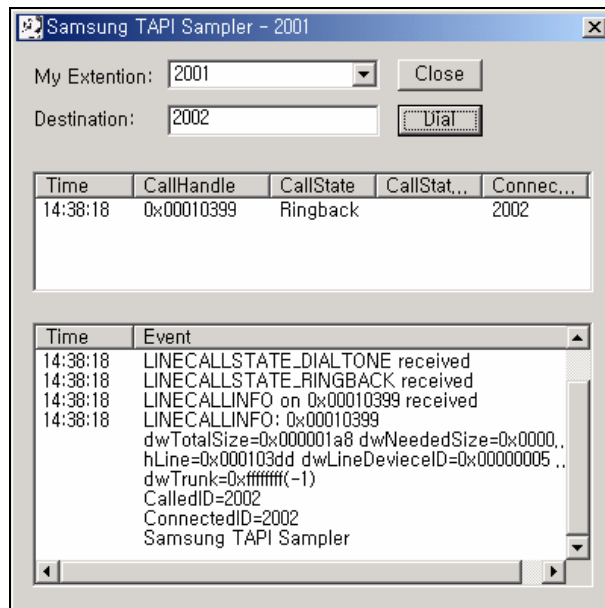 Samsung TAPI Sampler - 2001
My Extention: 2001 Close
Destination: 2002 Dial
Time CallHandle CallState CallStat... Connec...
14:38:18 0x00010399 Ringback 2002
Time Event
14:38:18 LINECALLSTATE_DIALTONE received
14:38:18 LINECALLSTATE_RINGBACK received
14:38:18 LINECALLINFO on 0x00010399 received
14:38:18 LINECALLINFO: 0x00010399
dwTotalSize=0x000001a8 dwNeededSize=0x0000...
hLine=0x000103dd dwLineDevieceID=0x00000005 ...
dwTrunk=0xffffffff(-1)
CalledID=2002
ConnectedID=2002
Samsung TAPI Sampler